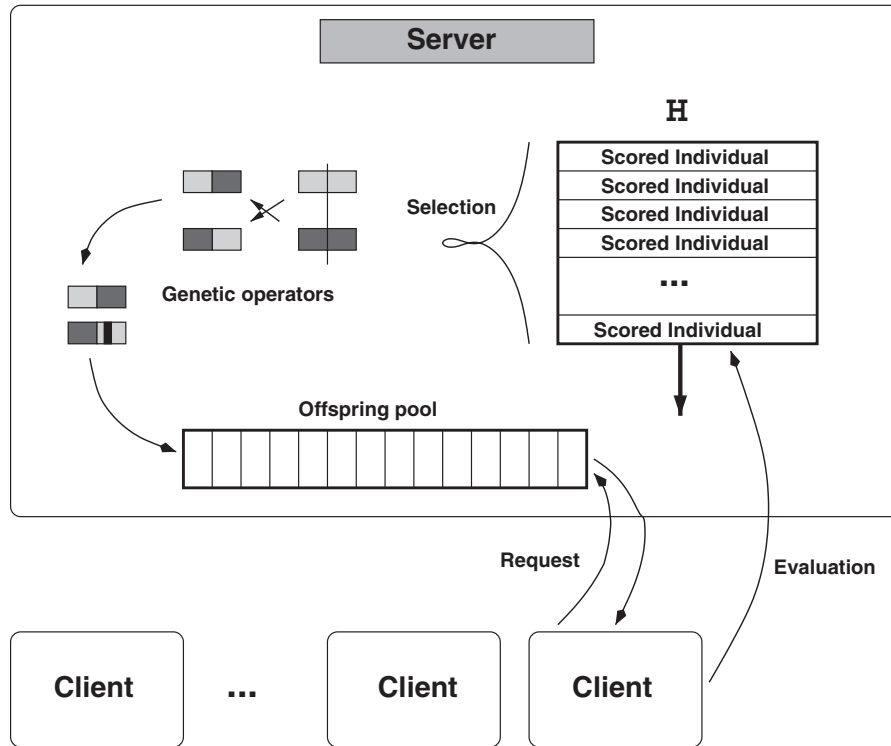 Server
H
Scored Individual
Scored Individual
Selection
Scored Individual
Scored Individual
...
Genetic operators
Scored Individual
Offspring pool
Request
Evaluation
Client
...
Client
Client